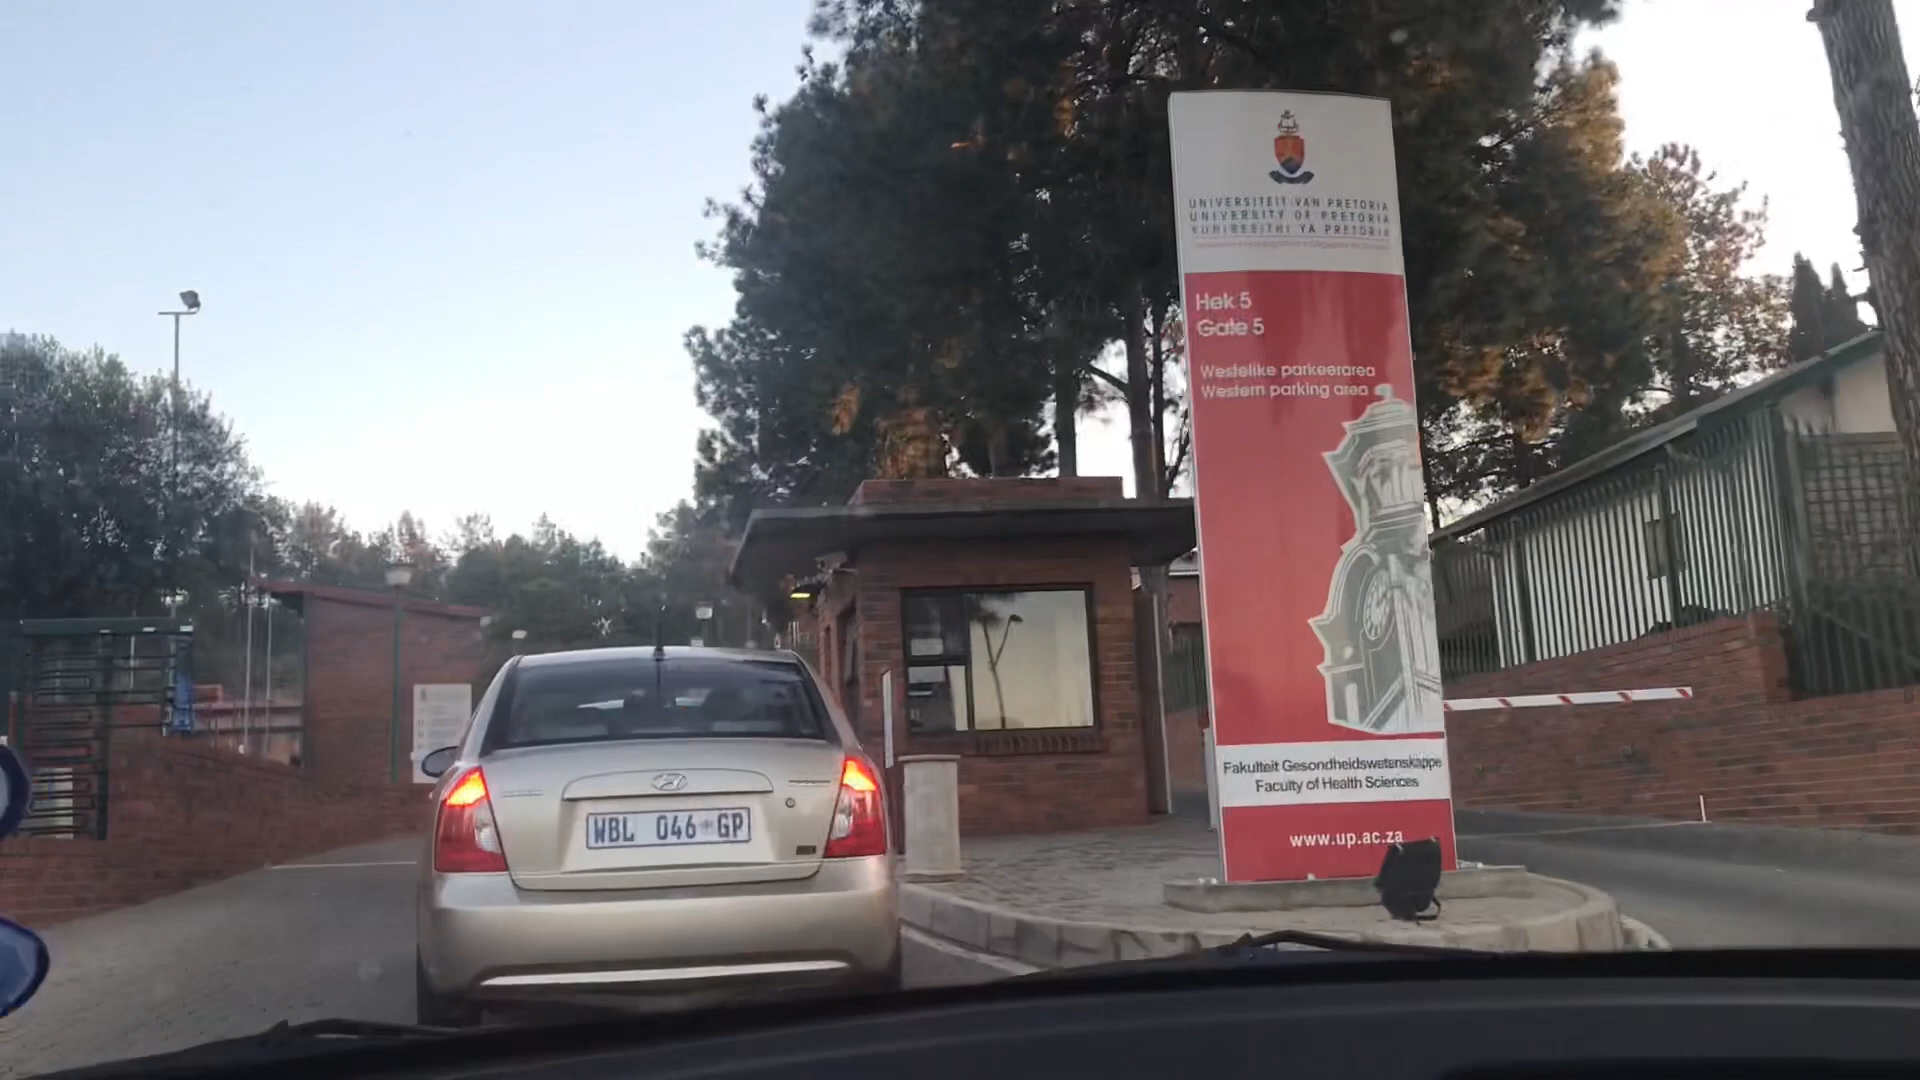 UNIVERSITEIT VAN PRETORIA
UNIVERSITY OF PRETORIA
YUNIBESITHI YA PRETORIA
Hek 5
Gate 5
Westelike parkeerarea
Western parking area
Fakulteit Gesondheidswetenskappe
Faculty of Health Sciences
www.up.ac.za
WBL 046 GP